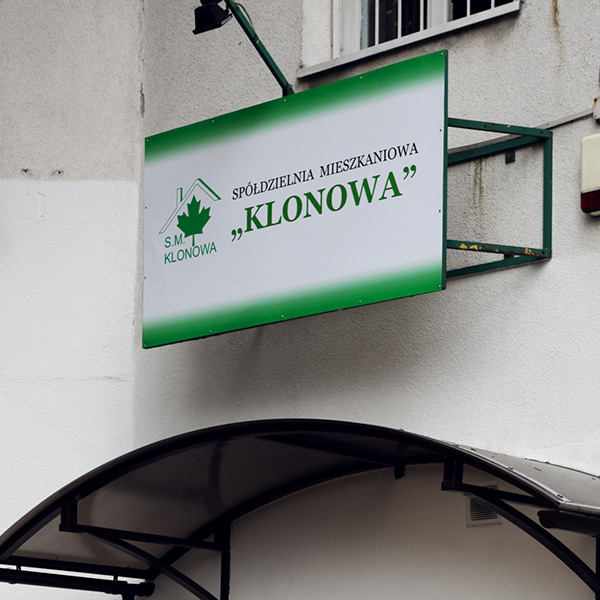 SPÓŁDZIELNIA MIESZKANIOWA
„KLONOWA”
S.M.
KLONOWA